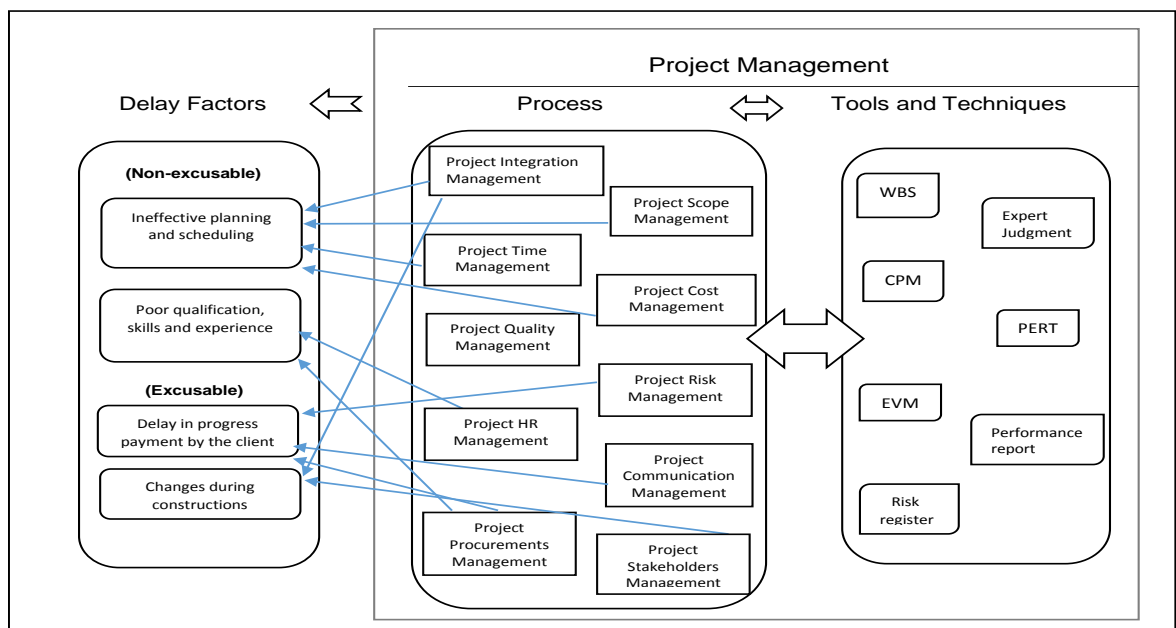 Project Management
Delay Factors
Process
Tools and Techniques
(Non-excusable)
Ineffective planning
and scheduling
Poor qualification,
skills and experience
(Excusable)
Delay in progress
payment by the client
Changes during
constructions
Project Integration
Management
Project Scope
Management
Project Time
Management
Project Cost
Management
Project Quality
Management
Project Risk
Management
Project HR
Management
Project
Communication
Management
Project
Procurements
Management
Project
Stakeholders
Management
WBS
Expert
Judgment
CPM
PERT
EVM
Performance
report
Risk
register